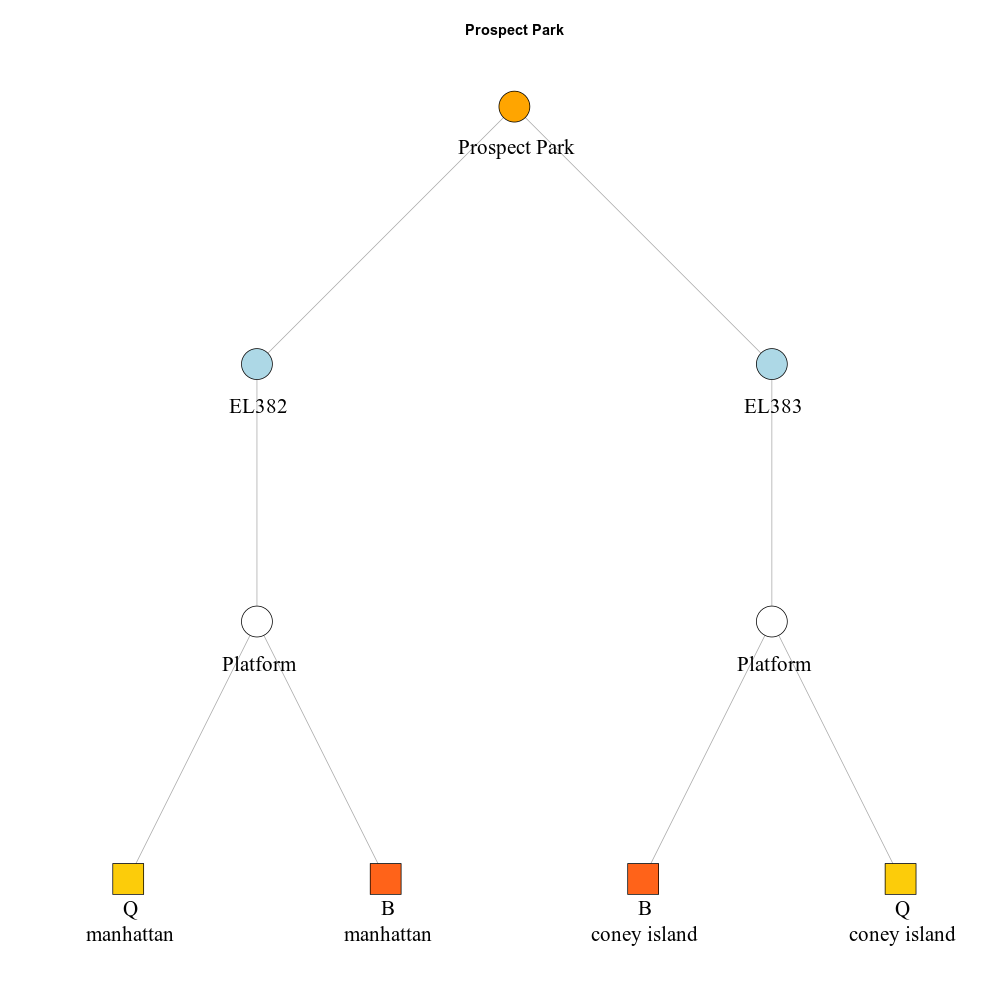 Prospect Park
Prospect Park
EL382
EL383
Platform
Platform
Q
manhattan
B
manhattan
B
coney island
Q
coney island